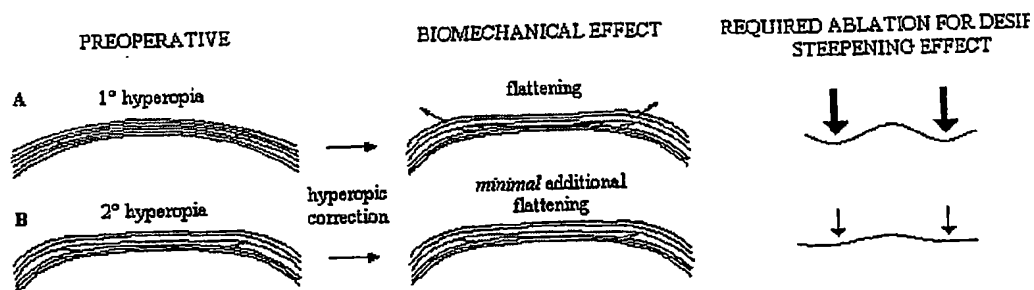 PREOPERATIVE
BIOMECHANICAL EFFECT
REQUIRED ABLATION FOR DESIR
STEEPENING EFFECT
A
1° hyperopia
flattening
hyperopic
correction
B
2° hyperopia
minimal additional
flattening